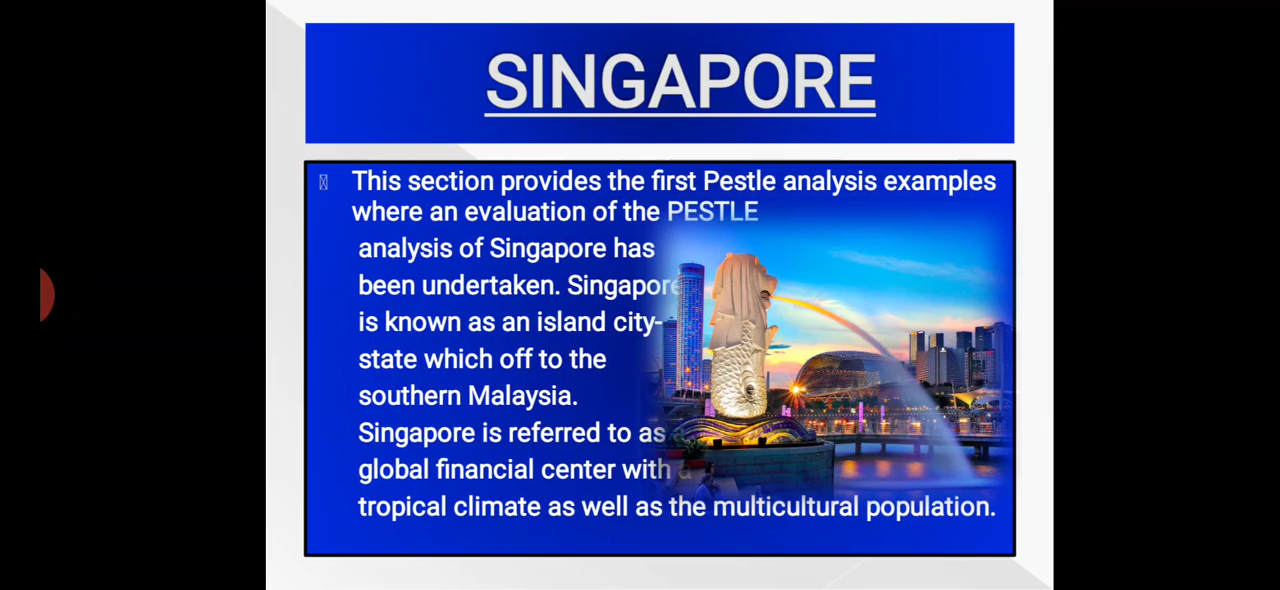 SINGAPORE
This section provides the first Pestle analysis examples
where an evaluation of the PESTLE
analysis of Singapore has
been undertaken. Singapore
is known as an island city-
state which off to the
southern Malaysia.
Singapore is referred to as a
global financial center with a
tropical climate as well as the multicultural population.